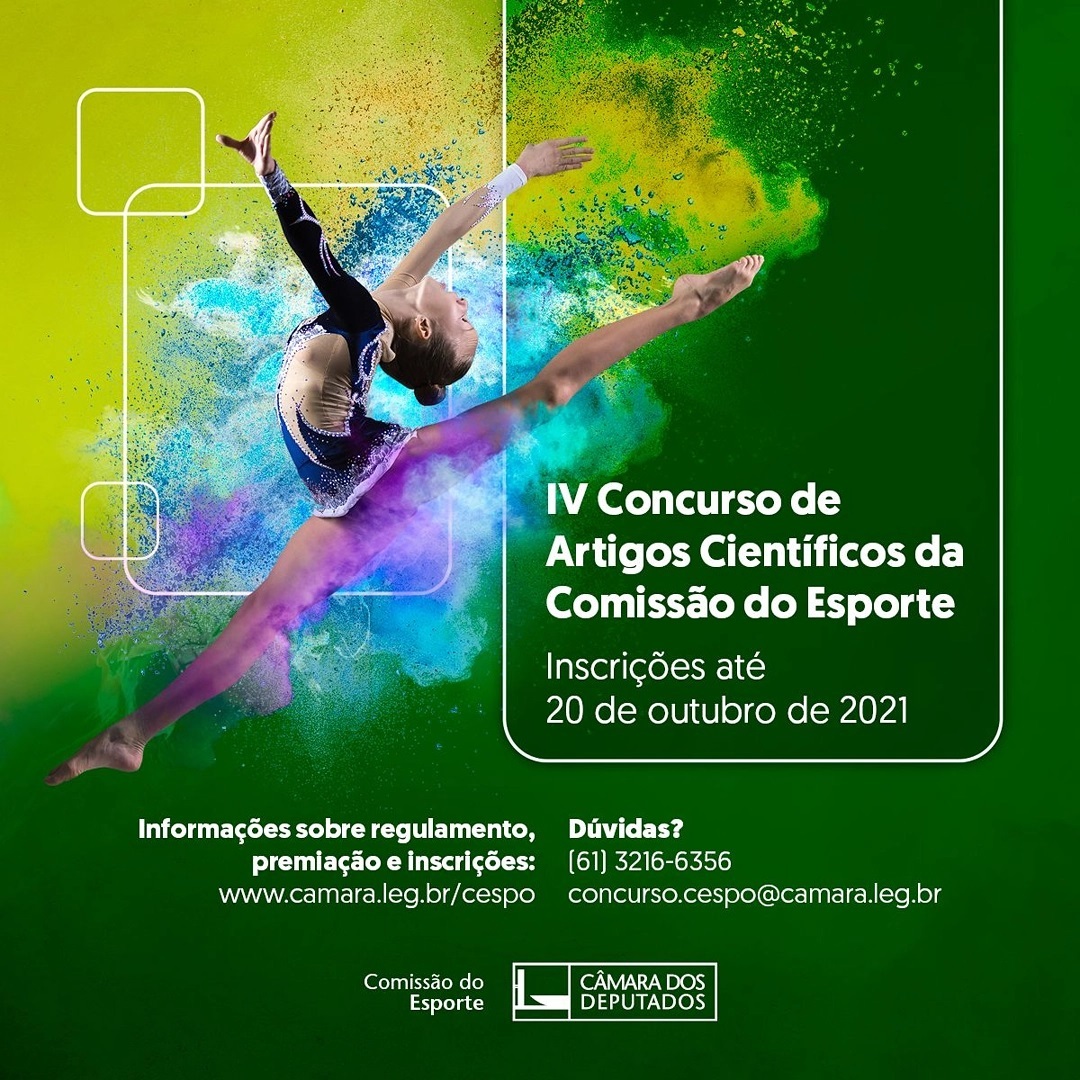 IV Concurso de
Artigos Científicos da
Comissão do Esporte
Inscrições até
20 de outubro de 2021
Informações sobre regulamento,
premiação e inscrições:
www.camara.leg.br/cespo
Dúvidas?
(61) 3216-6356
concurso.cespo@camara.leg.br
Comissão do
Esporte
CÂMARA DOS
DEPUTADOS